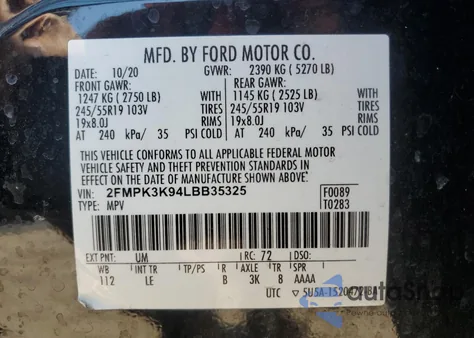 MFD. BY FORD MOTOR CO.
DATE: 10/20 GVWR: 2390 KG (5270 LB)
FRONT GAWR: REAR GAWR:
1247 KG (2750 LB) WITH 1145 KG (2525 LB) WITH
245/55R19 103V TIRES 245/55R19 103V TIRES
19x8.0J RIMS 19x8.0J RIMS
AT 240 kPa/ 35 PSI COLD AT 240 kPa/ 35 PSI COLD
THIS VEHICLE CONFORMS TO ALL APPLICABLE FEDERAL MOTOR
VEHICLE SAFETY AND THEFT PREVENTION STANDARDS IN
EFFECT ON THE DATE OF MANUFACTURE SHOWN ABOVE.
VIN: 2FMPK3K94LBB35325 F0089
TYPE: MPV T0283
EXT PNT: UM RC: 72 DSO:
WB INT TR TP/PS R AXLE TR SPR
112 LE B 3K 8 AAAA
UTC